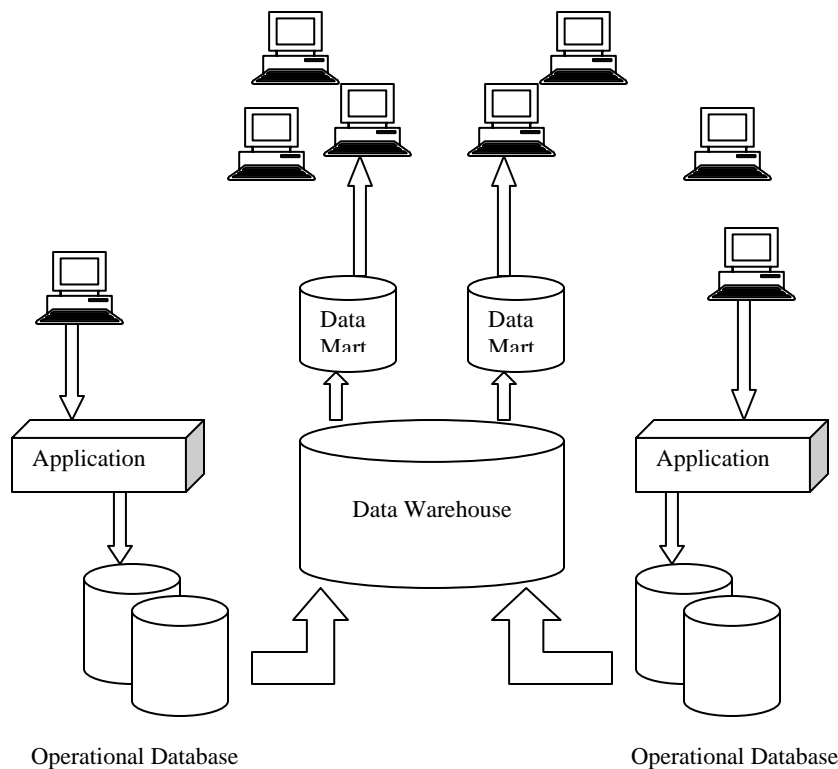 Data
Mart
Data
Mart
Application
Application
Data Warehouse
Operational Database
Operational Database